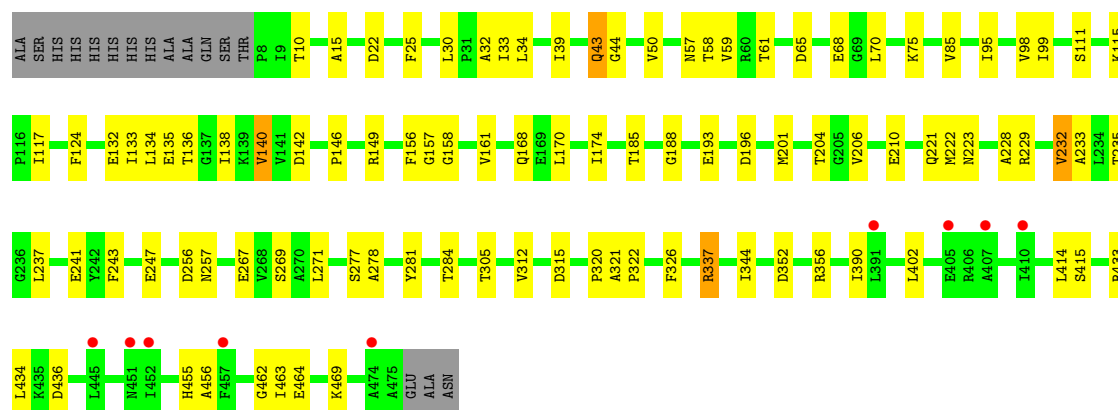 ALA SER HIS HIS HIS HIS HIS HIS ALA ALA GLN SER THR P8 I9 T10 A15 D22 F25 L30 P31 A32 I33 L34 I39 Q43 G44 V50 N57 T58 V59 R60 T61 D65 E68 G69 L70 K75 V85 I95 V98 I99 S111 K115
P116 I117 F124 E132 I133 L134 E135 T136 G137 I138 K139 V140 V141 D142 P146 R149 F156 G157 G158 V161 Q168 E169 L170 I174 T185 G188 E193 D196 M201 T204 G205 V206 E210 Q221 M222 N223 A228 R229 V232 A233 L234 T235
G236 L237 E241 Y242 F243 E247 D256 N257 E267 V268 S269 A270 L271 S277 A278 Y281 T284 T305 V312 D315 P320 A321 P322 F326 R337 I344 D352 R356 I390 L391 L402 E405 R406 A407 I410 L414 S415
L434 K435 D436 L445 N451 I452 H455 A456 F457 G462 I463 E464 K469 A474 A475 GLU ALA ASN